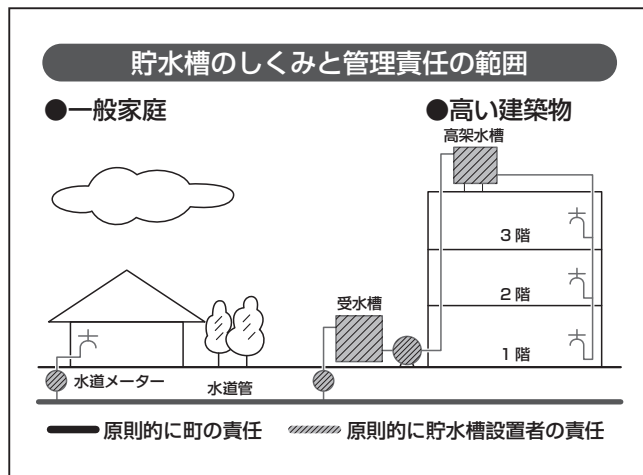 貯水槽のしくみと管理責任の範囲
●一般家庭
●高い建築物
高架水槽
3階
2階
受水槽
1階
水道メーター
水道管
原則的に町の責任
原則的に貯水槽設置者の責任